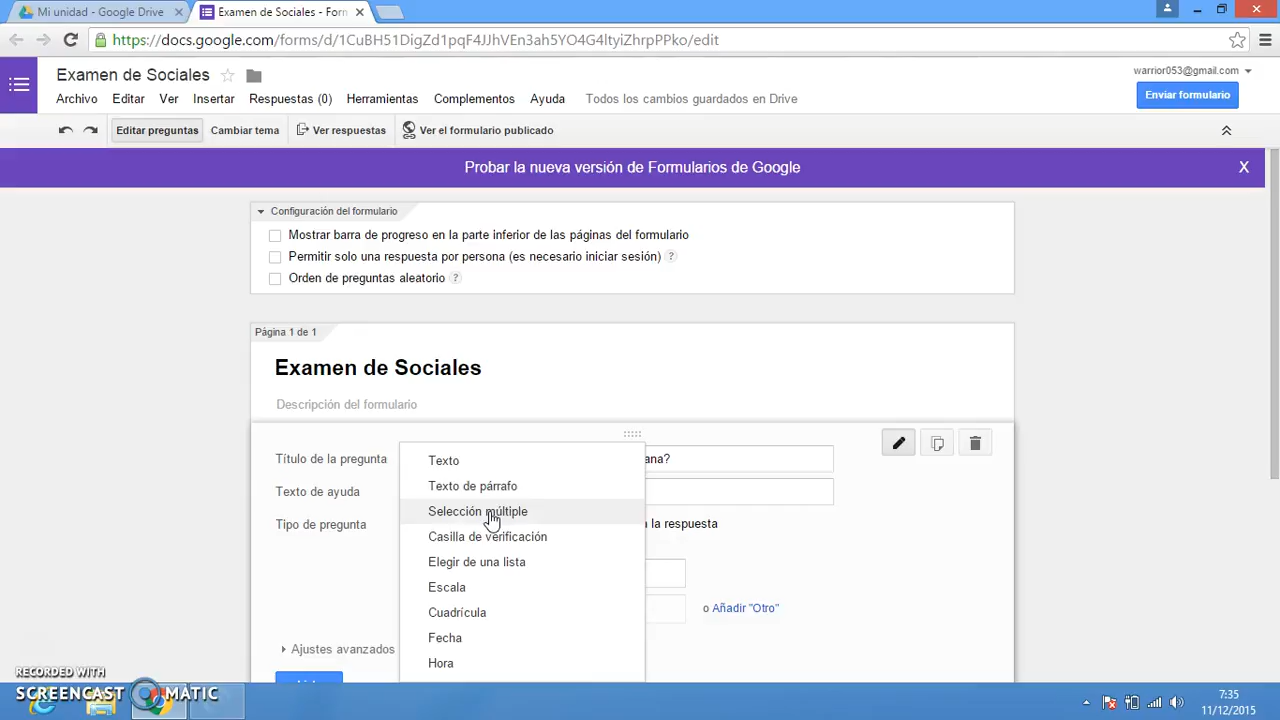 Mi unidad - Google Drive
Examen de Sociales - Form
https://docs.google.com/forms/d/1CuBH51DigZd1pqF4JJhVEn3ah5YO4G4ltyiZhrpPPko/edit
Examen de Sociales
warrior053@gmail.com
Archivo Editar Ver Insertar Respuestas (0) Herramientas Complementos Ayuda Todos los cambios guardados en Drive
Enviar formulario
Editar preguntas Cambiar tema Ver respuestas Ver el formulario publicado
Probar la nueva versión de Formularios de Google X
Configuración del formulario
Mostrar barra de progreso en la parte inferior de las páginas del formulario
Permitir solo una respuesta por persona (es necesario iniciar sesión) ?
Orden de preguntas aleatorio ?
Página 1 de 1
Examen de Sociales
Descripción del formulario
Título de la pregunta
ana?
Texto de ayuda
Tipo de pregunta
la respuesta
Texto
Texto de párrafo
Selección múltiple
Casilla de verificación
Elegir de una lista
Escala
Cuadrícula
Fecha
Hora
o Añadir "Otro"
Ajustes avanzados
RECORDED WITH
SCREENCAST MATIC
7:35
11/12/2015